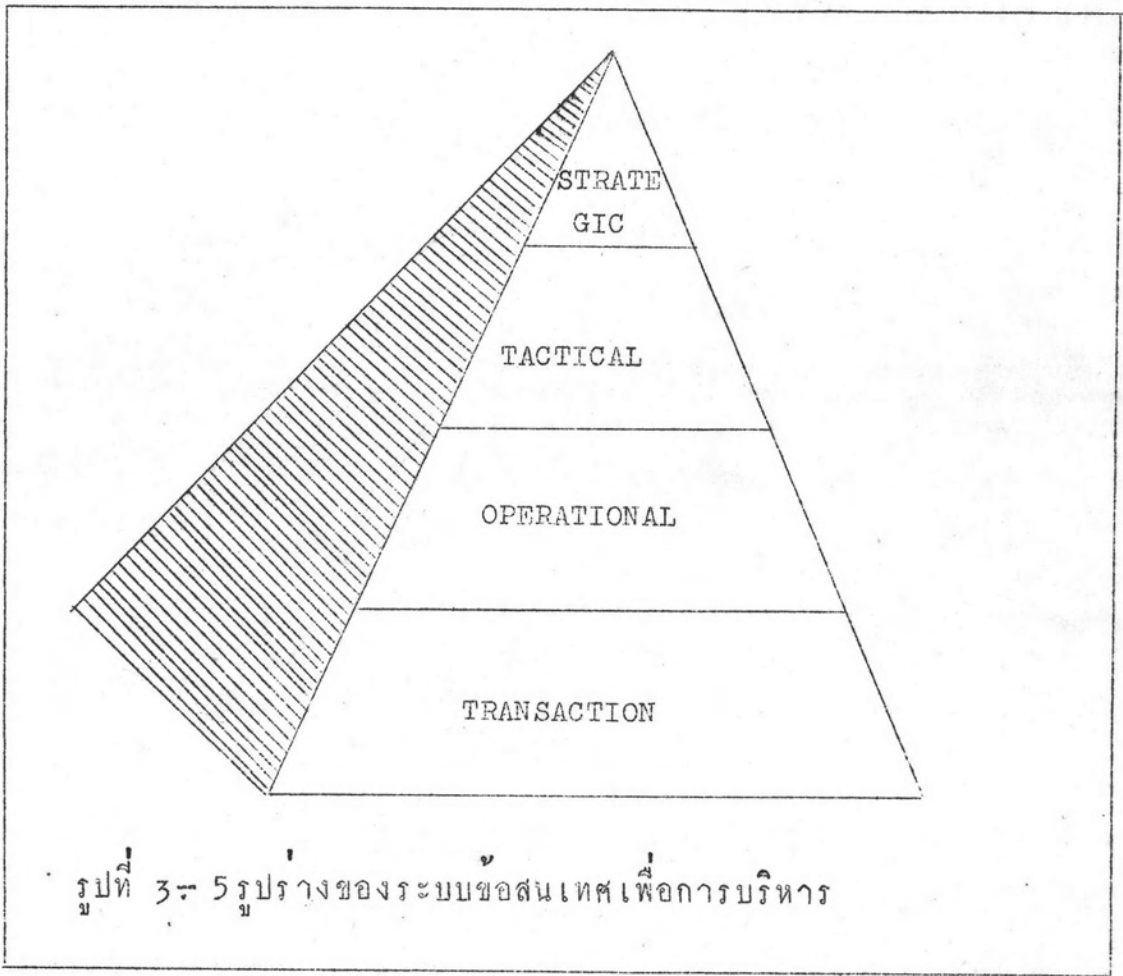 STRATE
GIC
TACTICAL
OPERATIONAL
TRANSACTION
รูปที่ 3-5 รูปร่างของระบบข้อสนเทศเพื่อการบริหาร